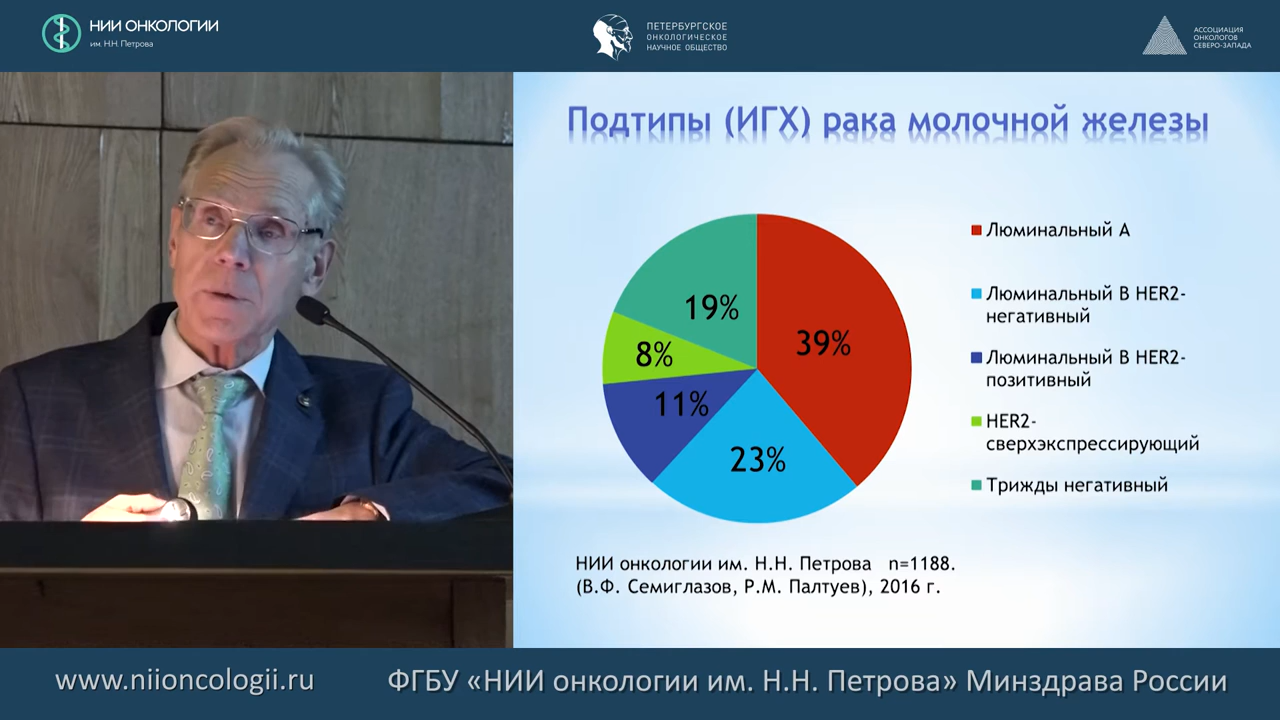 НИИ ОНКОЛОГИИ
им. Н.Н. Петрова
ПЕТЕРБУРГСКОЕ
ОНКОЛОГИЧЕСКОЕ
НАУЧНОЕ ОБЩЕСТВО
АССОЦИАЦИЯ
ОНКОЛОГОВ
СЕВЕРО-ЗАПАДА
Подтипы (ИГХ) рака молочной железы
39%
23%
11%
8%
19%
Люминальный А
Люминальный В HER2-
негативный
Люминальный В HER2-
позитивный
HER2-
сверхэкспрессирующий
Трижды негативный
НИИ онкологии им. Н.Н. Петрова n=1188.
(В.Ф. Семиглазов, Р.М. Палтуев), 2016 г.
www.niioncologii.ru
ФГБУ «НИИ онкологии им. Н.Н. Петрова» Минздрава России